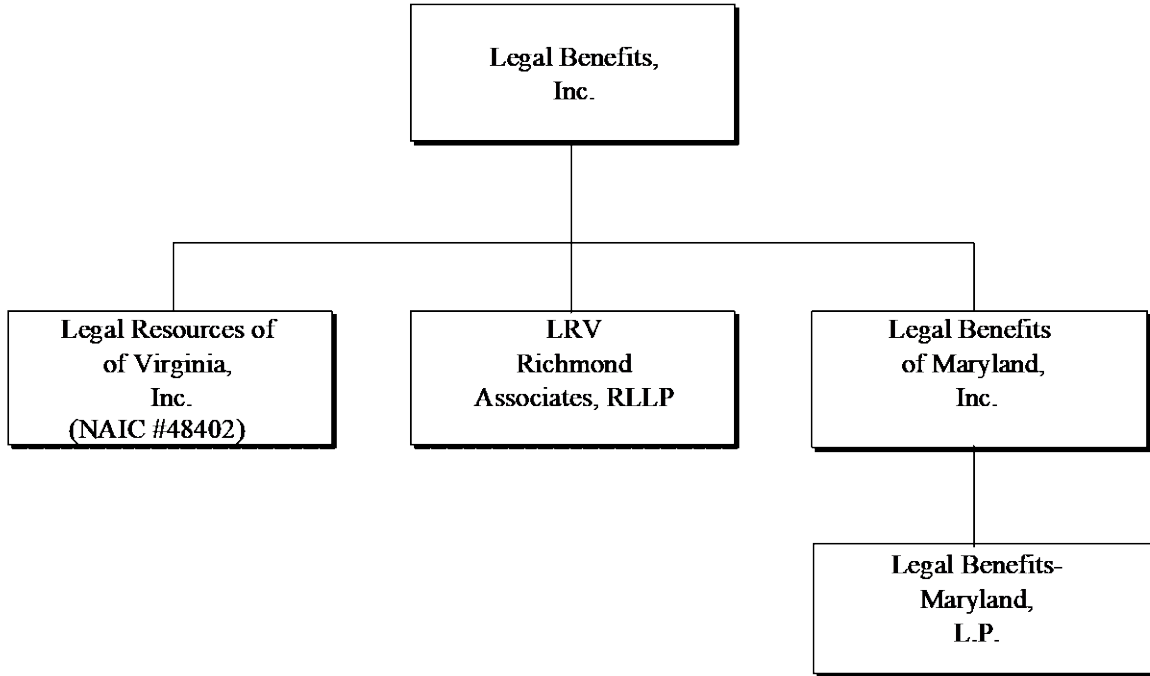 Legal Benefits,
Inc.
Legal Resources of
of Virginia,
Inc.
(NAIC #48402)
LRV
Richmond
Associates, RLLP
Legal Benefits
of Maryland,
Inc.
Legal Benefits-
Maryland,
L.P.